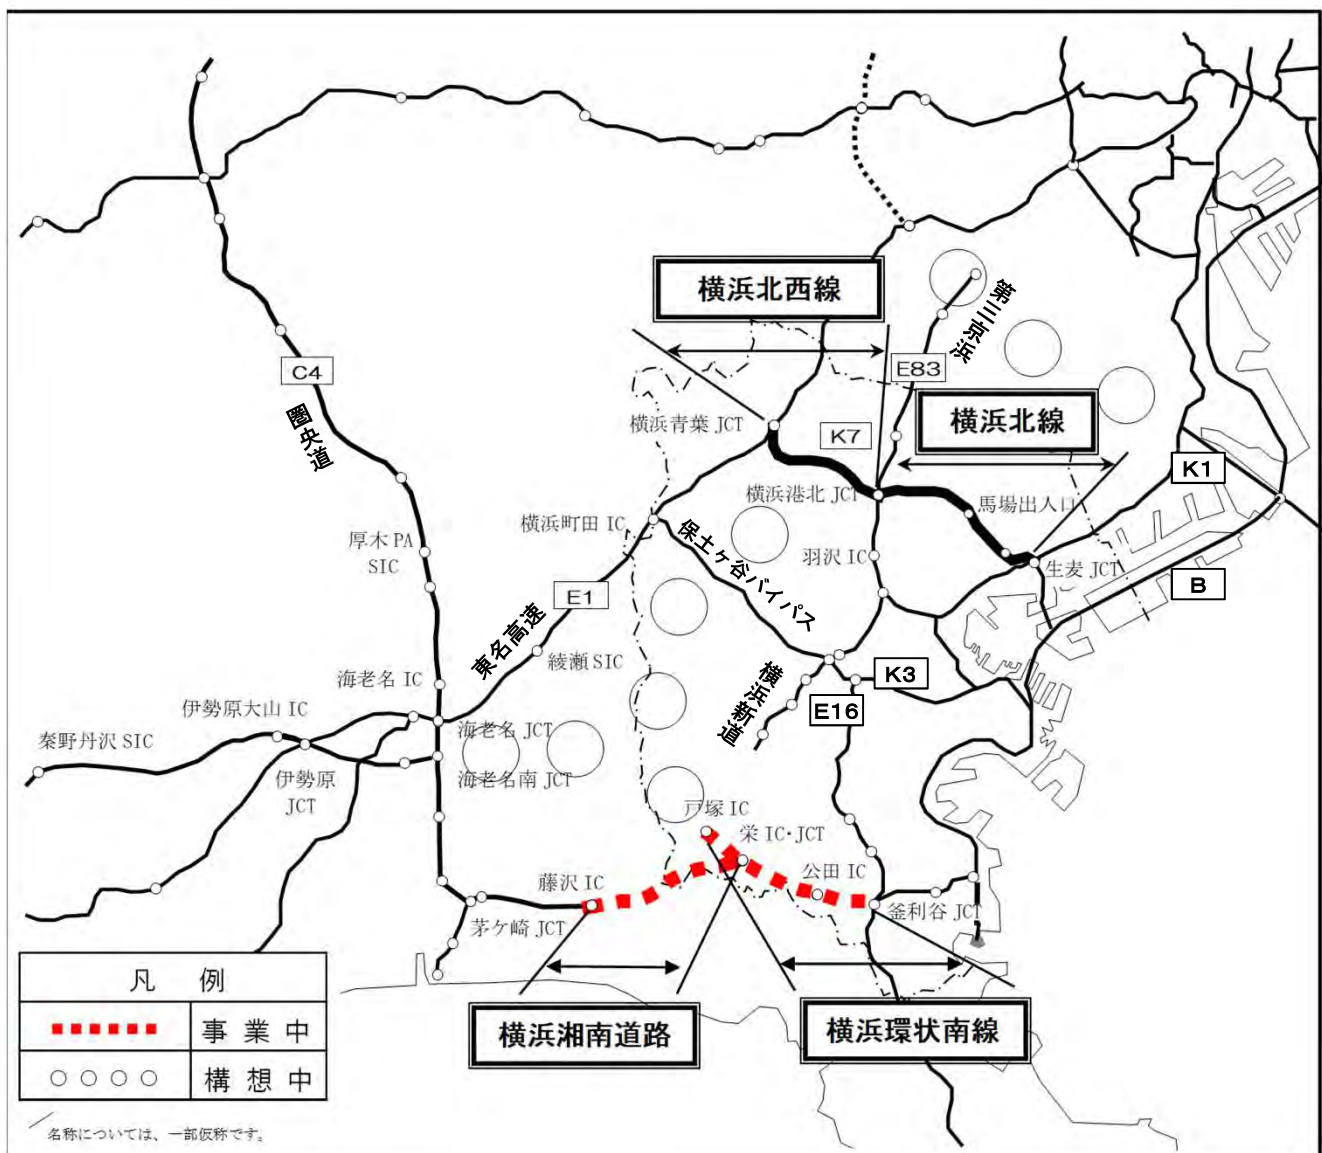 横浜北西線
第三京浜
E83
C4
圏央道
横浜北線
横浜青葉 JCT
K7
K1
横浜港北 JCT
馬場出入口
横浜町田 IC
保土ヶ谷バイパス
厚木 PA
SIC
羽沢 IC
生麦 JCT
B
E1
東名高速
綾瀬 SIC
海老名 IC
横浜新道
K3
E16
伊勢原大山 IC
秦野丹沢 SIC
海老名 JCT
伊勢原
JCT
海老名南 JCT
戸塚 IC
栄 IC・JCT
公田 IC
藤沢 IC
釜利谷 JCT
茅ケ崎 JCT
凡 例
事 業 中
構 想 中
横浜湘南道路
横浜環状南線
名称については、一部仮称です。